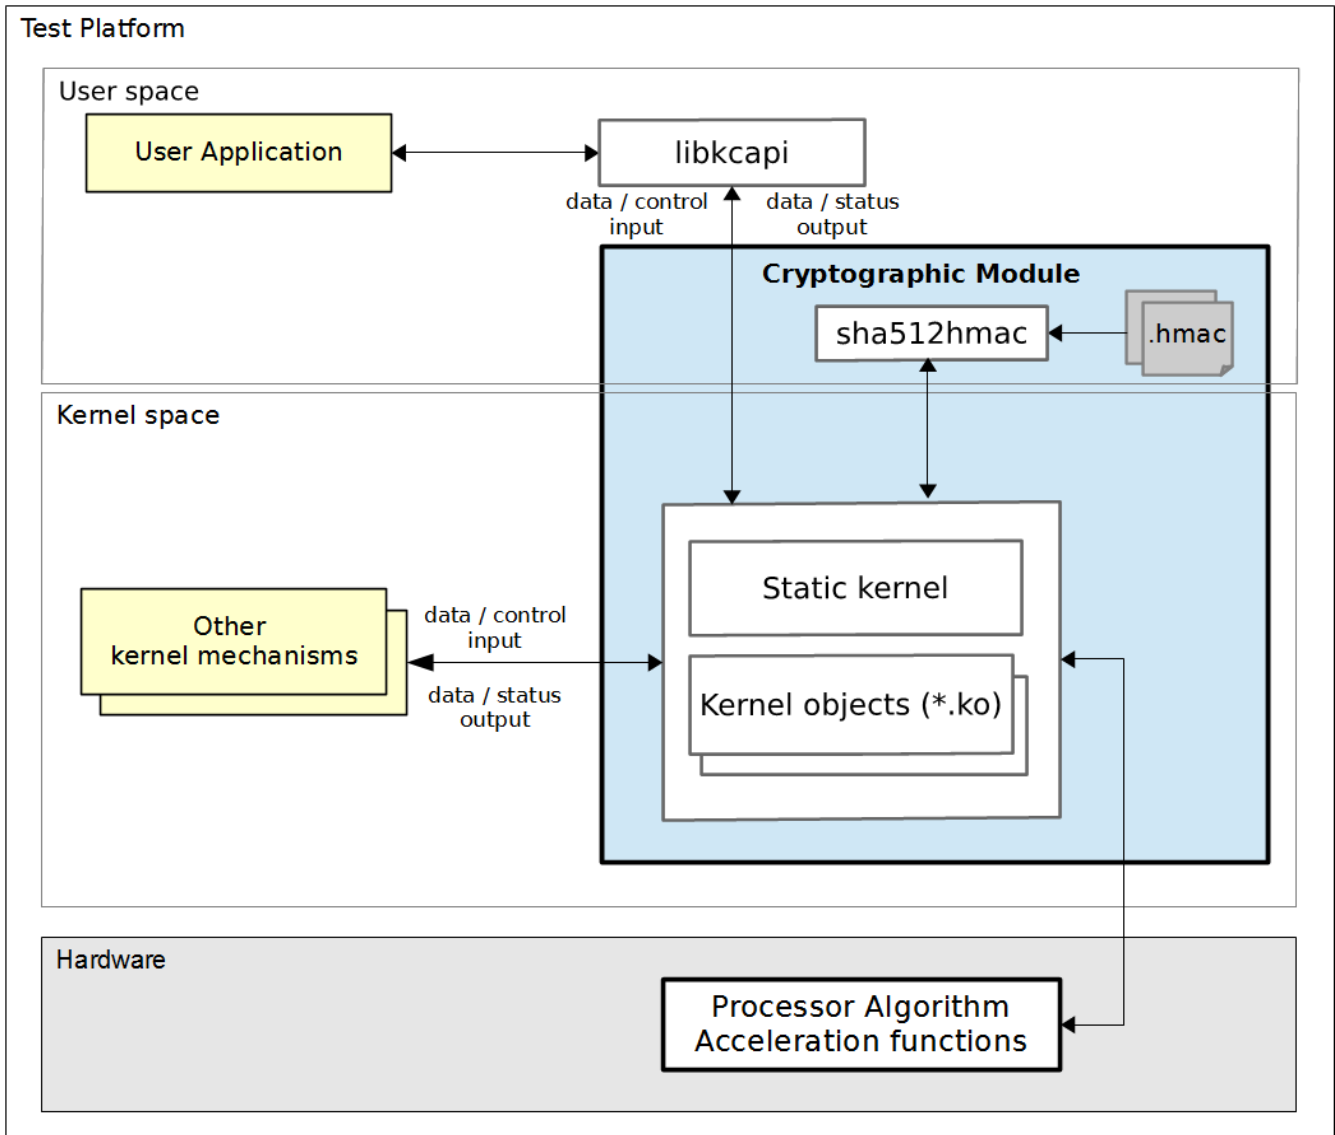 Test Platform
User space
User Application
libkcapi
data / control
input
data / status
output
Cryptographic Module
sha512hmac
.hmac
Kernel space
Static kernel
Other
kernel mechanisms
data / control
input
data / status
output
Kernel objects (*.ko)
Hardware
Processor Algorithm
Acceleration functions